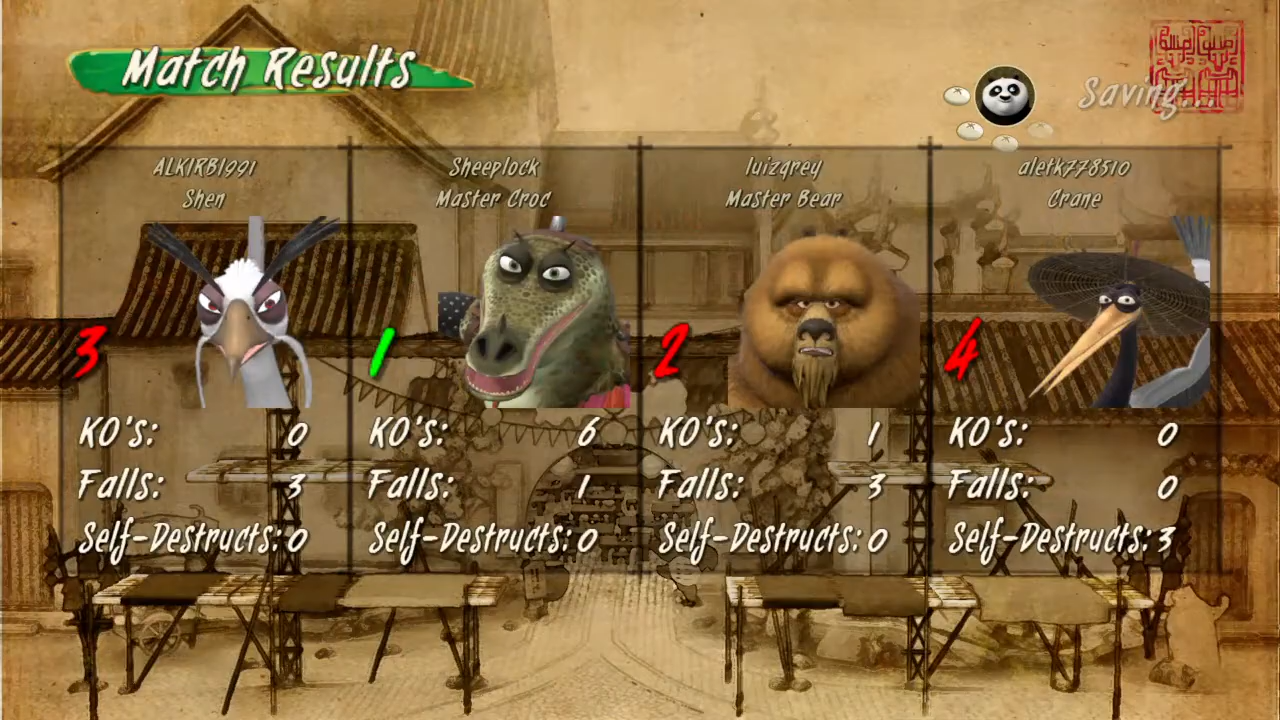 Match Results
Saving...
ALKIRB1991
Shen
3
KO's: 0
Falls: 3
Self-Destructs: 0
Sheeplock
Master Croc
1
KO's: 6
Falls: 1
Self-Destructs: 0
luizqrey
Master Bear
2
KO's: 1
Falls: 3
Self-Destructs: 0
aletk778510
Crane
4
KO's: 0
Falls: 0
Self-Destructs: 3